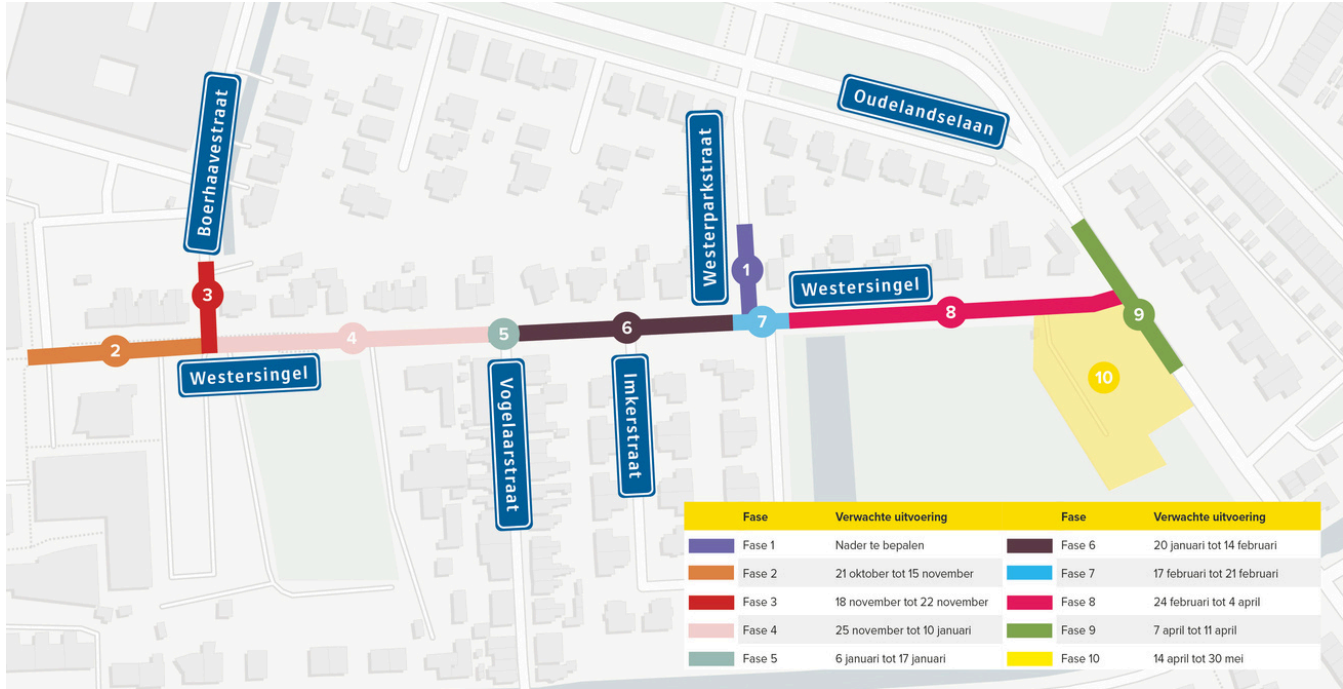 Boerhaavestraat
Westerparkstraat
Oudelandselaan
Westersingel
1
3
2
4
5
6
7
8
9
10
Westersingel
Vogelaarstraat
Imkerstraat
Fase Verwachte uitvoering Fase Verwachte uitvoering
Fase 1 Nader te bepalen Fase 6 20 januari tot 14 februari
Fase 2 21 oktober tot 15 november Fase 7 17 februari tot 21 februari
Fase 3 18 november tot 22 november Fase 8 24 februari tot 4 april
Fase 4 25 november tot 10 januari Fase 9 7 april tot 11 april
Fase 5 6 januari tot 17 januari Fase 10 14 april tot 30 mei